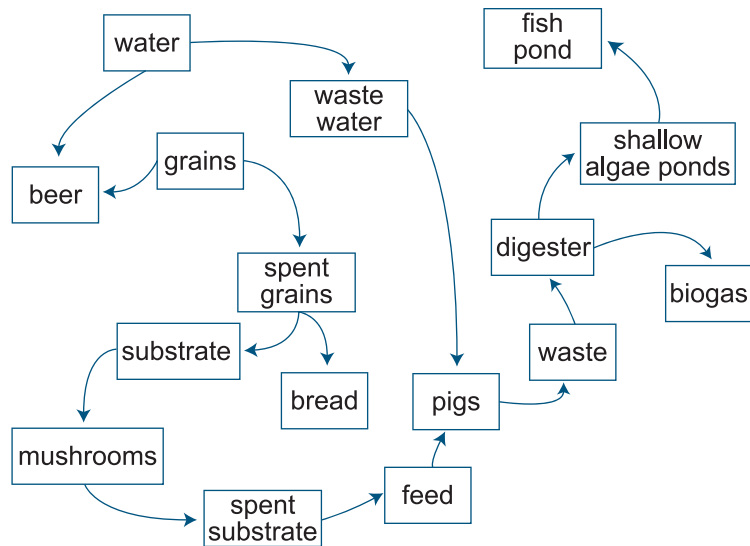 water
fish
pond
waste
water
shallow
algae ponds
grains
beer
digester
spent
grains
biogas
substrate
waste
bread
pigs
mushrooms
feed
spent
substrate